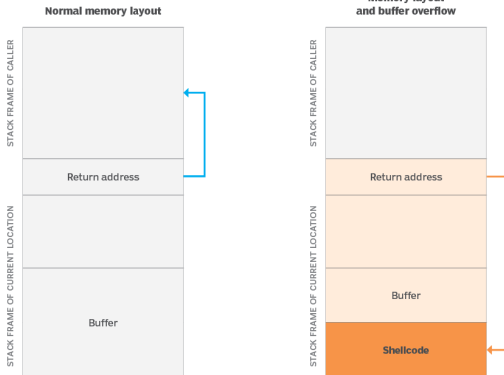 Normal memory layout
and buffer overflow
STACK FRAME OF CALLER
Return address
STACK FRAME OF CURRENT LOCATION
Buffer
STACK FRAME OF CALLER
Return address
STACK FRAME OF CURRENT LOCATION
Buffer
Shellcode